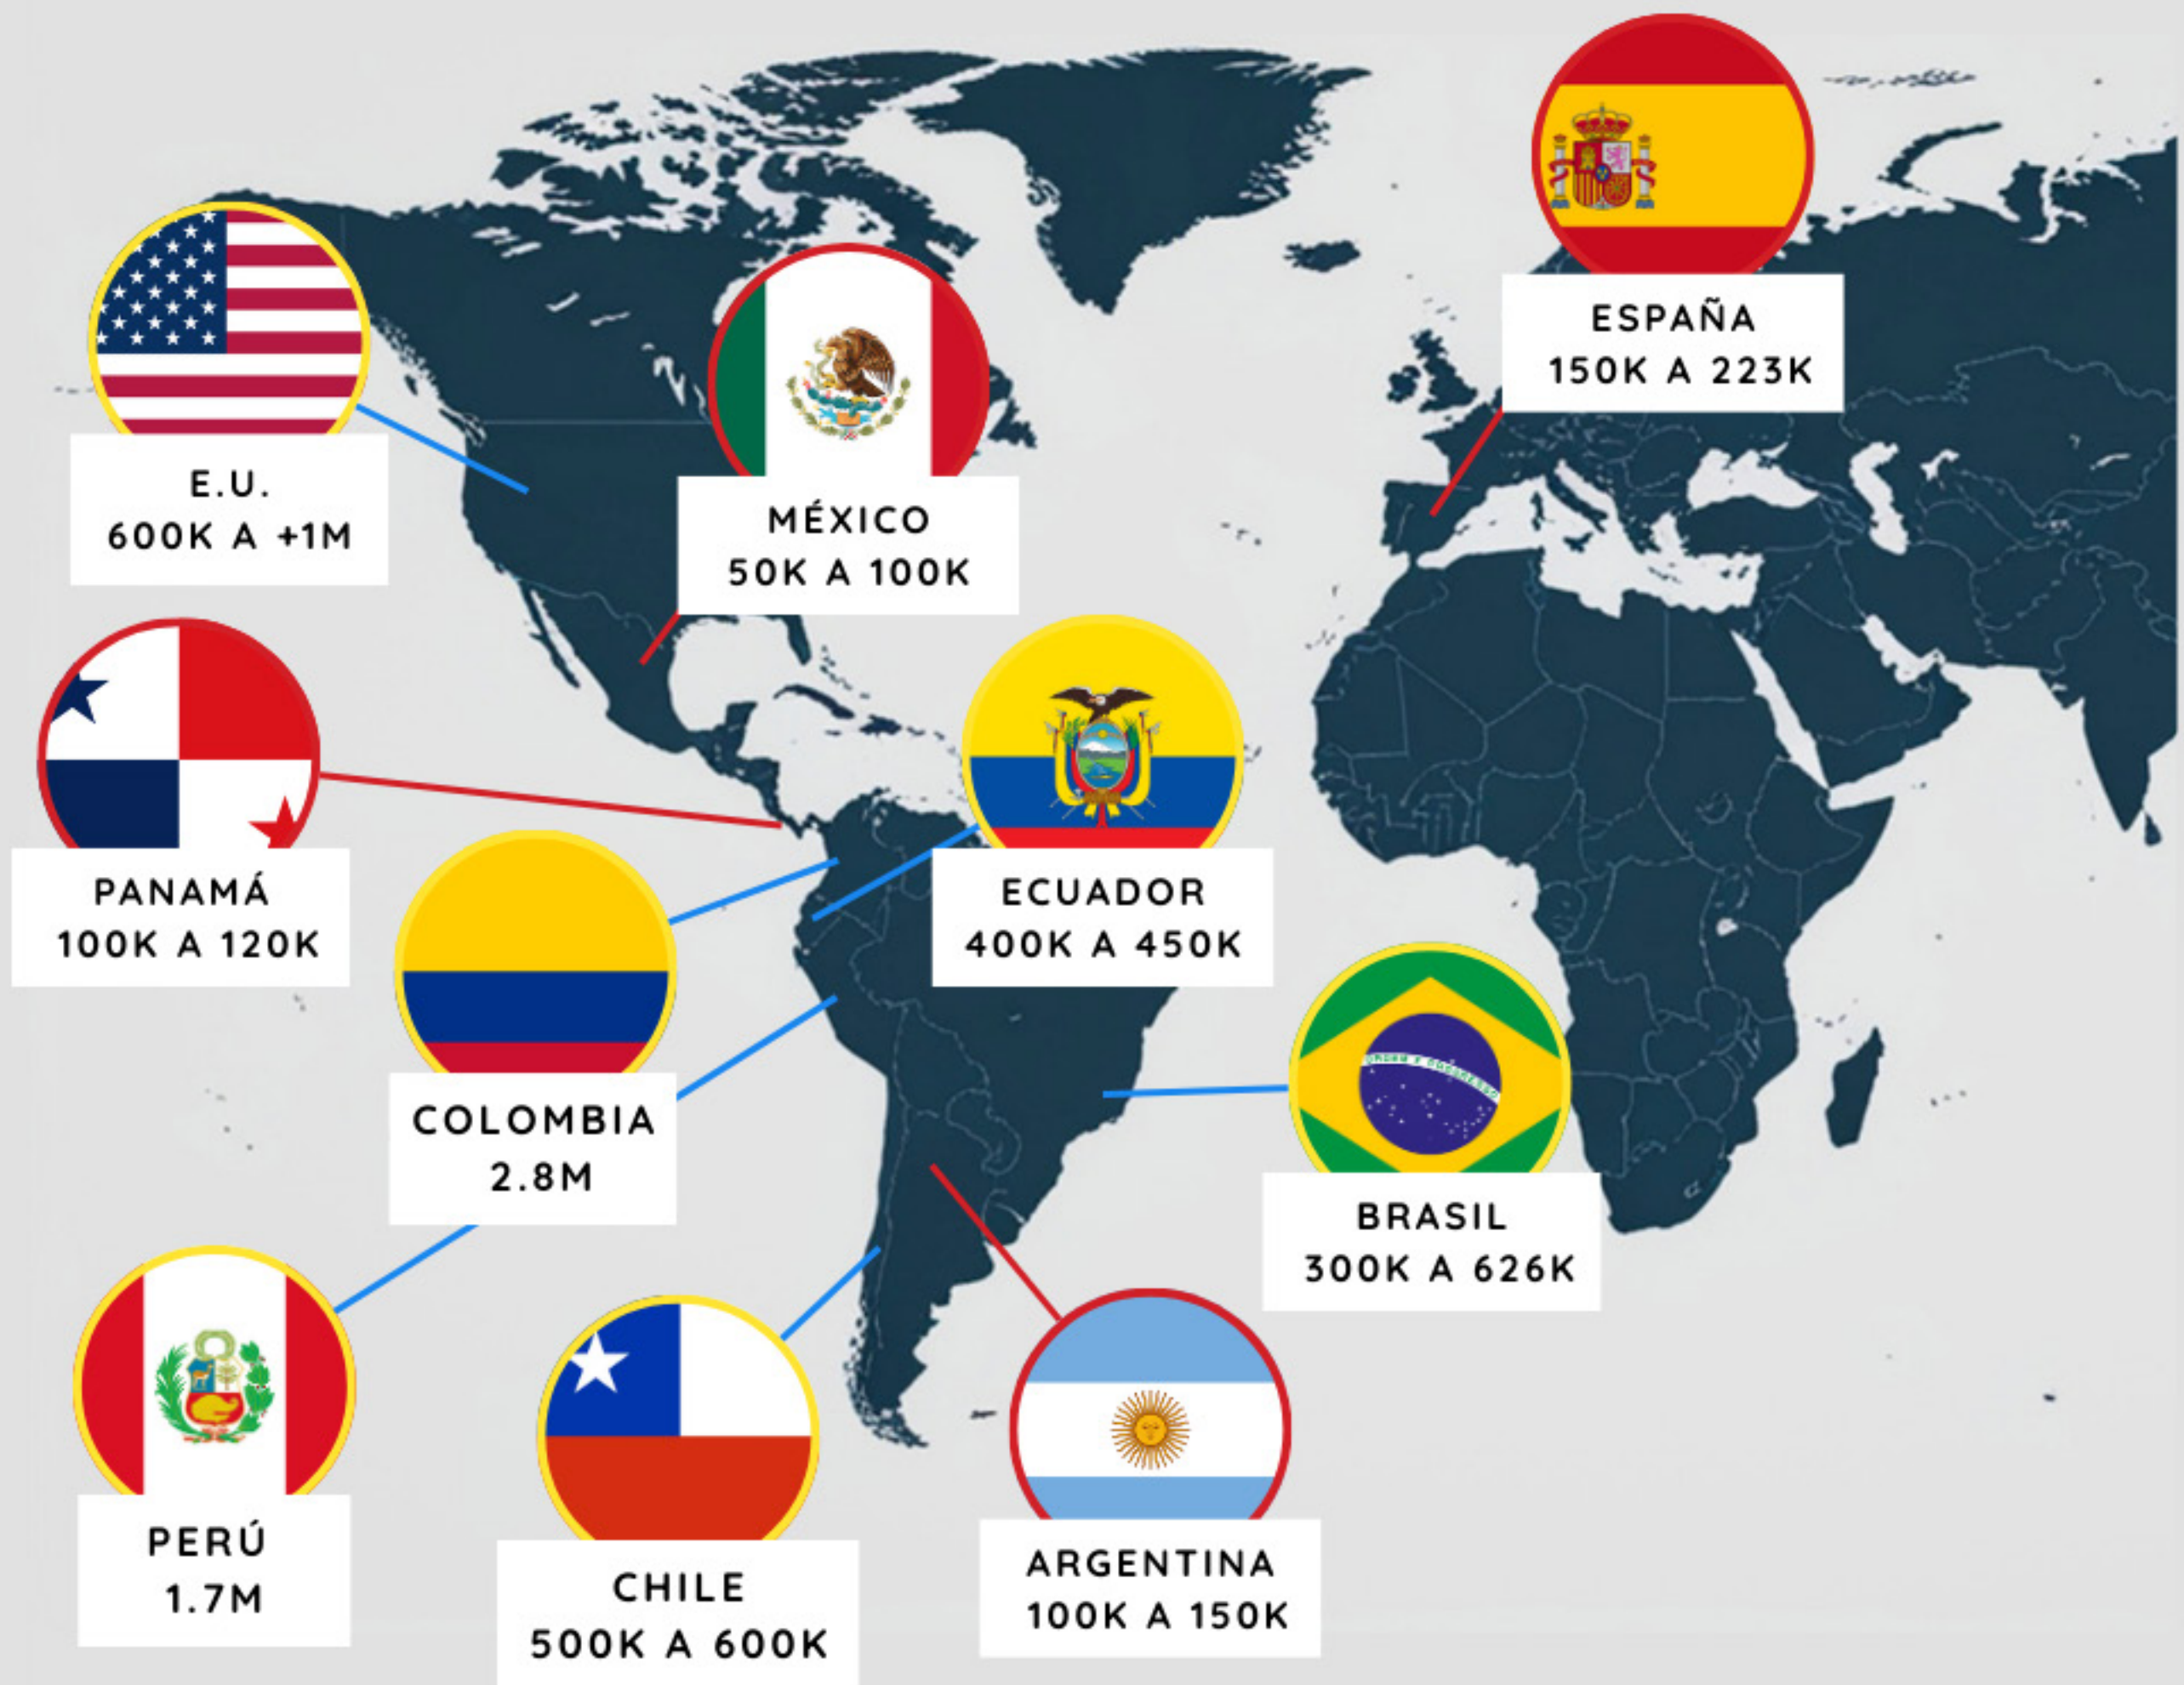 ESPAÑA
150K A 223K
E.U.
600K A +1M
MÉXICO
50K A 100K
PANAMÁ
100K A 120K
ECUADOR
400K A 450K
COLOMBIA
2.8M
BRASIL
300K A 626K
PERÚ
1.7M
CHILE
500K A 600K
ARGENTINA
100K A 150K